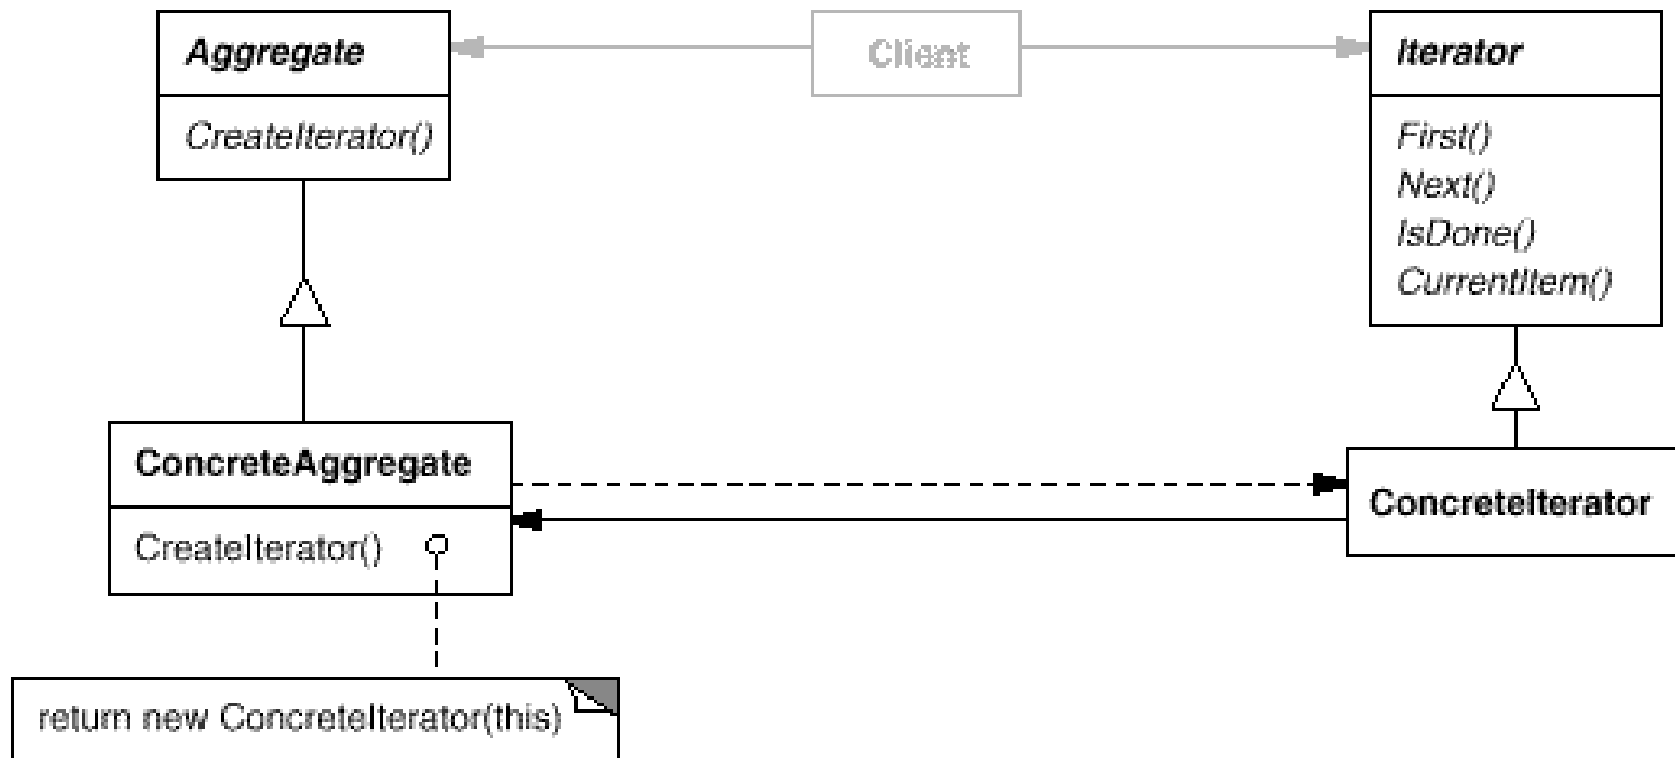 Aggregate
CreateIterator()
Client
Iterator
First()
Next()
IsDone()
CurrentItem()
ConcreteAggregate
CreateIterator()
ConcreteIterator
return new ConcreteIterator(this)